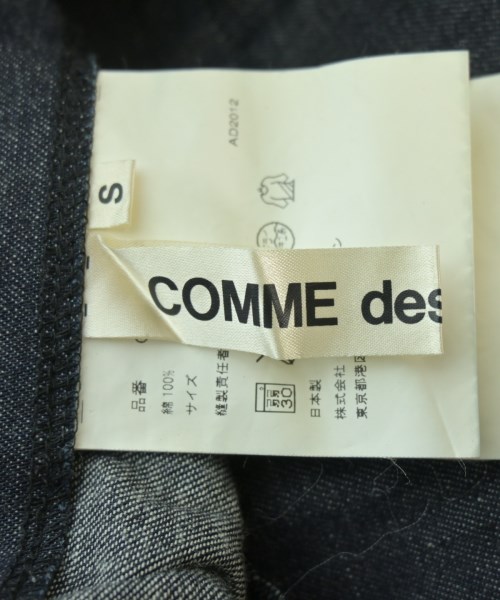 AD2012
S
COMME des
品番
綿 100%
サイズ
縫製責任者
30
日本製
株式会社
東京都港区